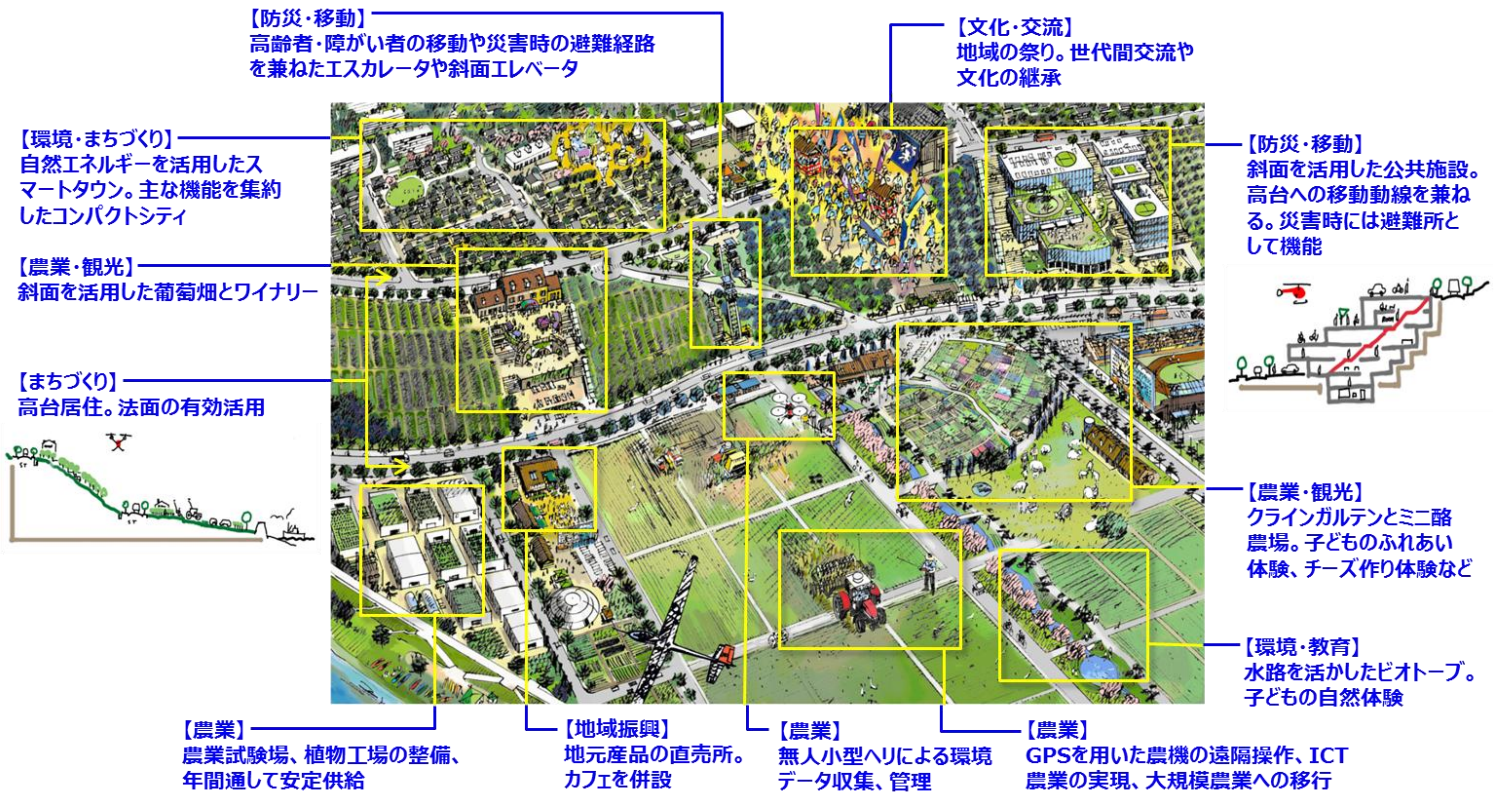 【防災・移動】
高齢者・障がい者の移動や災害時の避難経路
を兼ねたエスカレータや斜面エレベータ
【文化・交流】
地域の祭り。世代間交流や
文化の継承
【環境・まちづくり】
自然エネルギーを活用したス
マートタウン。主な機能を集約
したコンパクトシティ
【防災・移動】
斜面を活用した公共施設。
高台への移動動線を兼ね
る。災害時には避難所と
して機能
【農業・観光】
斜面を活用した葡萄畑とワイナリー
【まちづくり】
高台居住。法面の有効活用
【農業・観光】
クラインガルテンとミニ酪
農場。子どものふれあい
体験、チーズ作り体験など
【環境・教育】
水路を活かしたビオトーブ。
子どもの自然体験
【農業】
農業試験場、植物工場の整備、
年間通して安定供給
【地域振興】
地元産品の直売所。
カフェを併設
【農業】
無人小型ヘリによる環境
データ収集、管理
【農業】
GPSを用いた農機の遠隔操作、ICT
農業の実現、大規模農業への移行